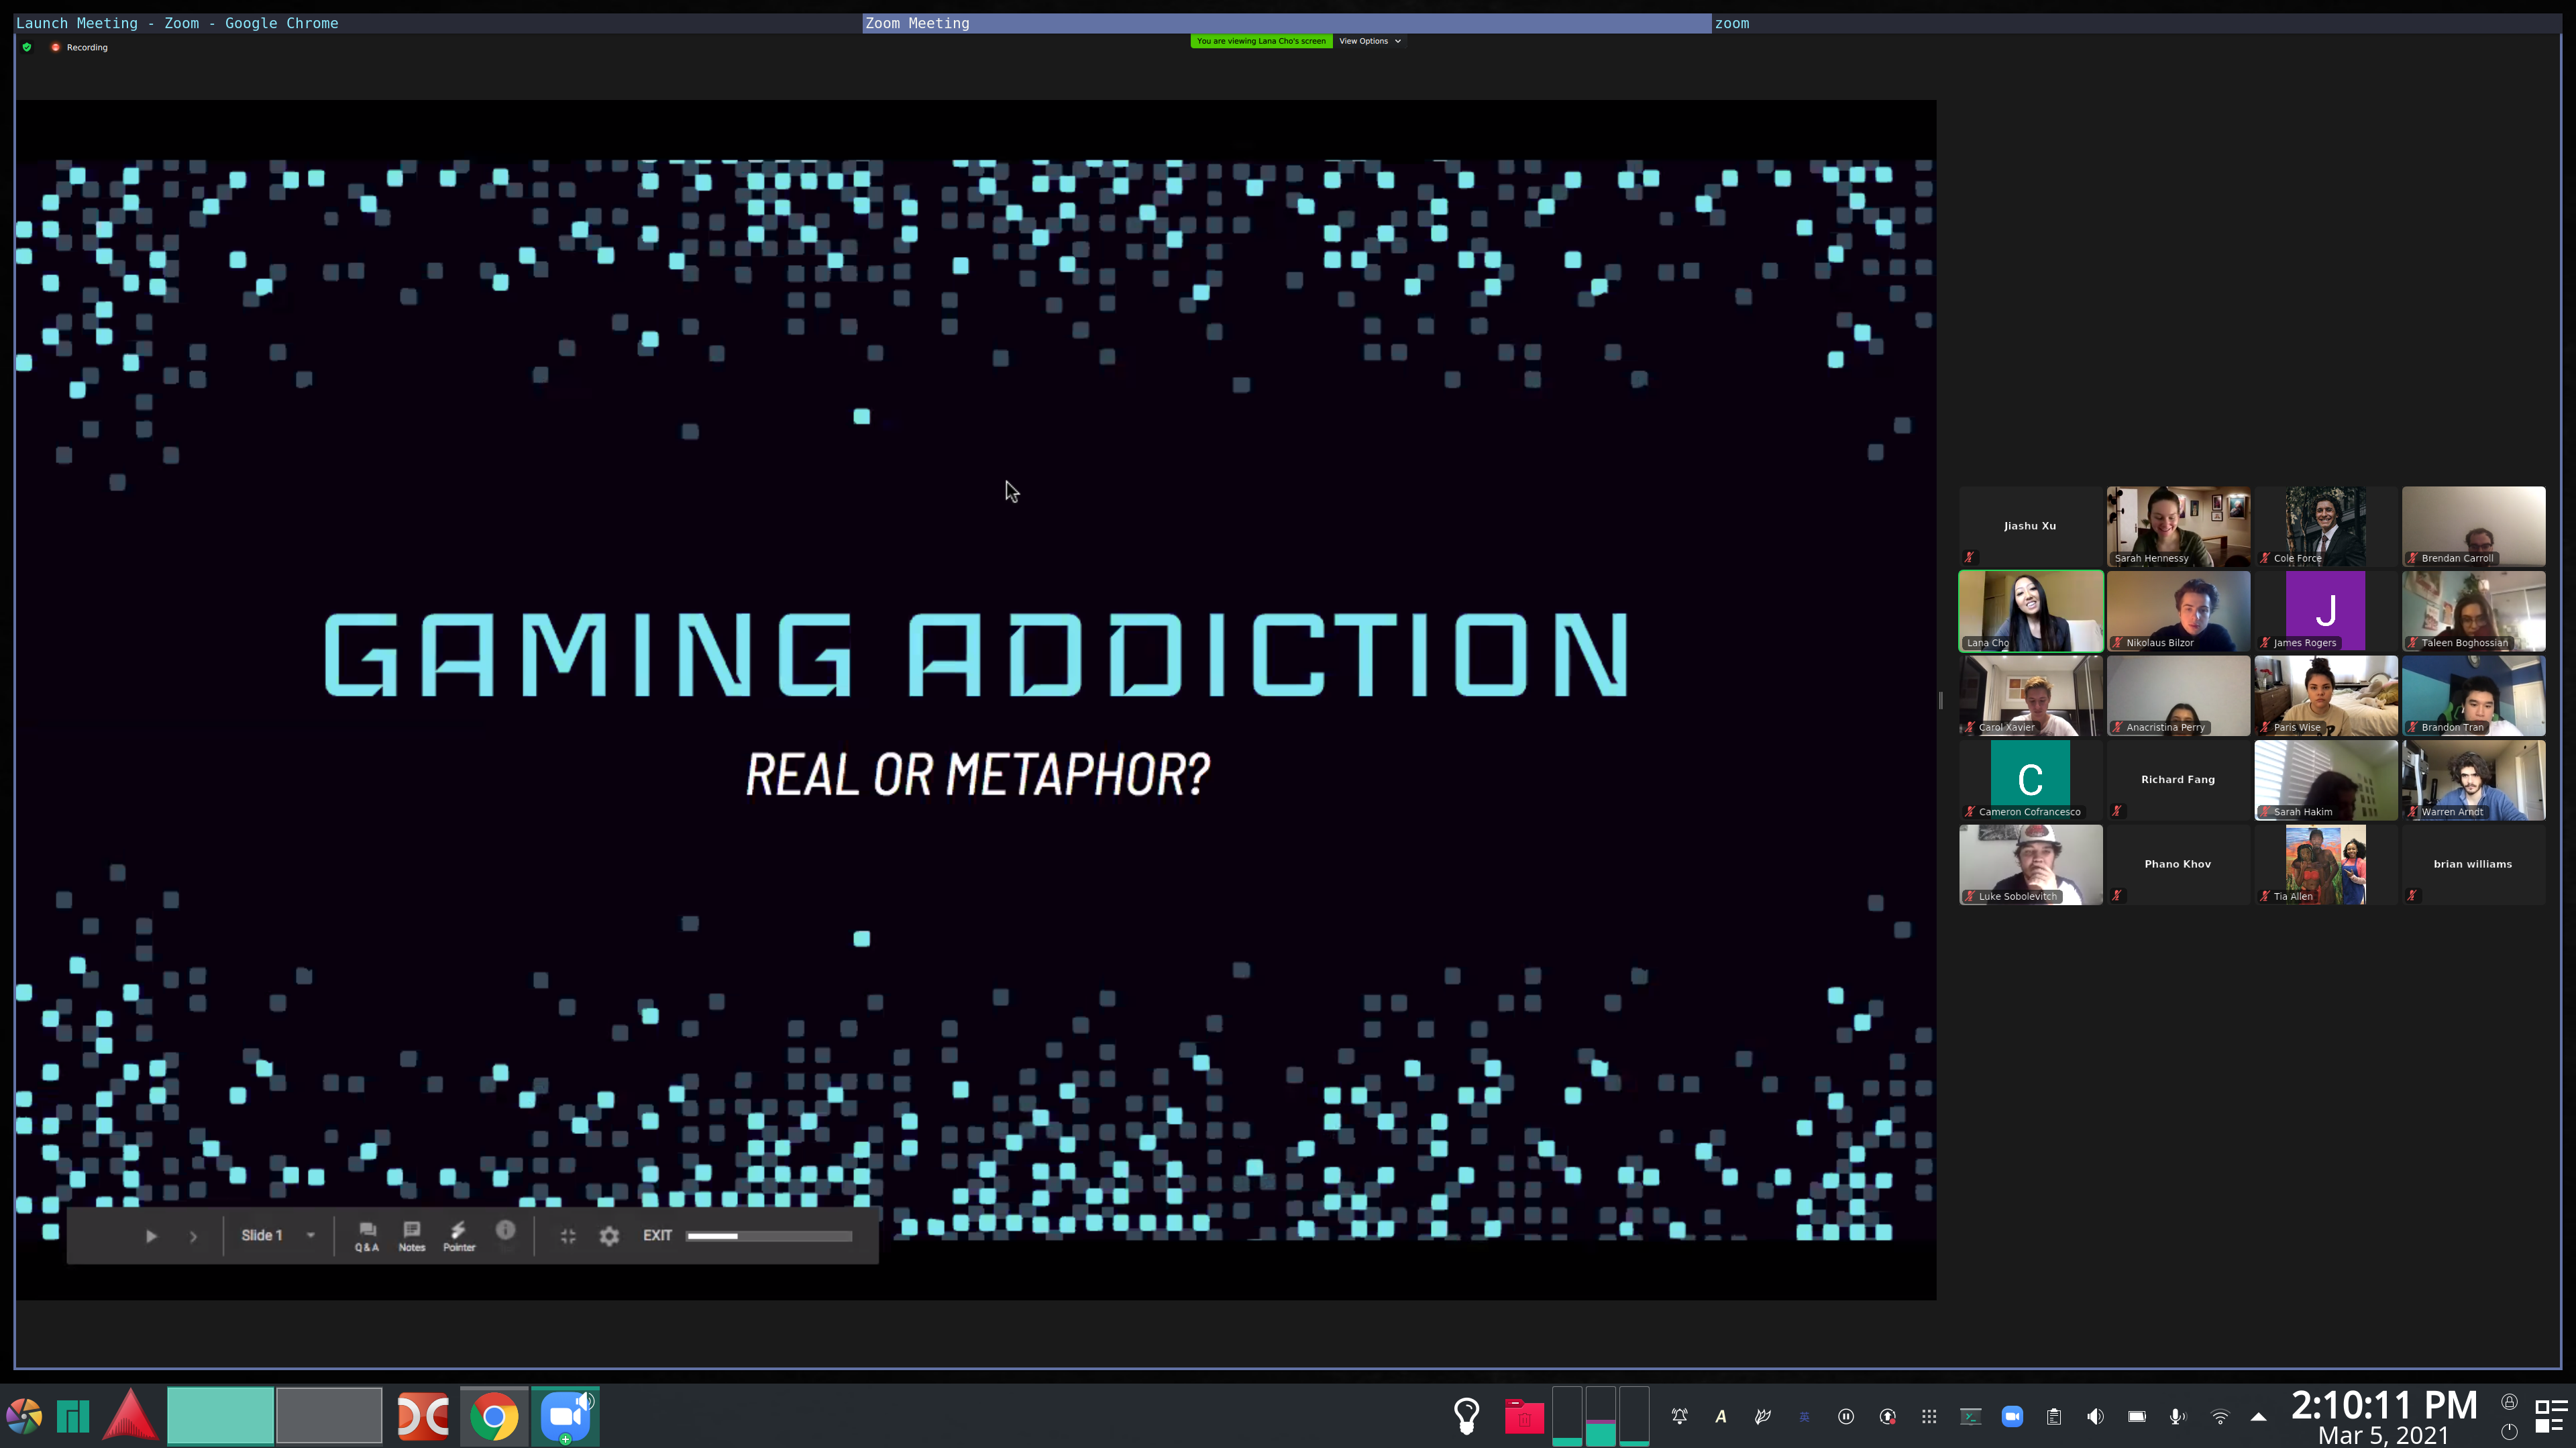 Launch Meeting - Zoom - Google Chrome
Zoom Meeting
zoom
Recording
You are viewing Lana Cho's screen
View Options
GAMING ADDICTION
REAL OR METAPHOR?
Slide 1
Q & A
Notes
Pointer
EXIT
Jiashu Xu
Sarah Hennessy
Cole Force
Brendan Carroll
Lana Cho
Nikolaus Bilzor
J
James Rogers
Taleen Boghossian
Carol Xavier
Anacristina Perry
Paris Wise
Brandon Tran
C
Cameron Cofrancesco
Richard Fang
Sarah Hakim
Warren Arndt
Luke Sobolevitch
Phano Khov
Tia Allen
brian williams
A
英
2:10:11 PM
Mar 5, 2021